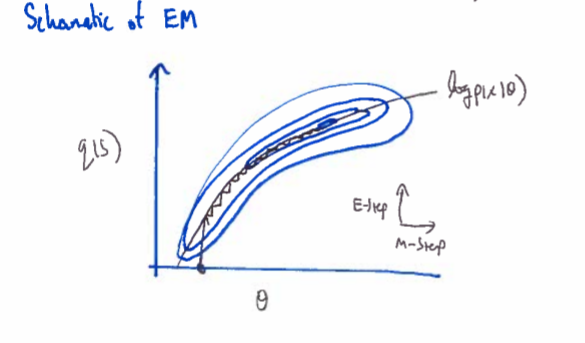 Schematic of EM
log p(x|θ)
q(s)
E-step
M-step
θ